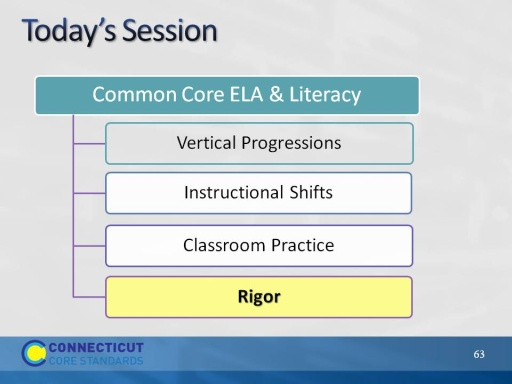 Today's Session
Common Core ELA & Literacy
Vertical Progressions
Instructional Shifts
Classroom Practice
Rigor
CONNECTICUT
CORE STANDARDS
63